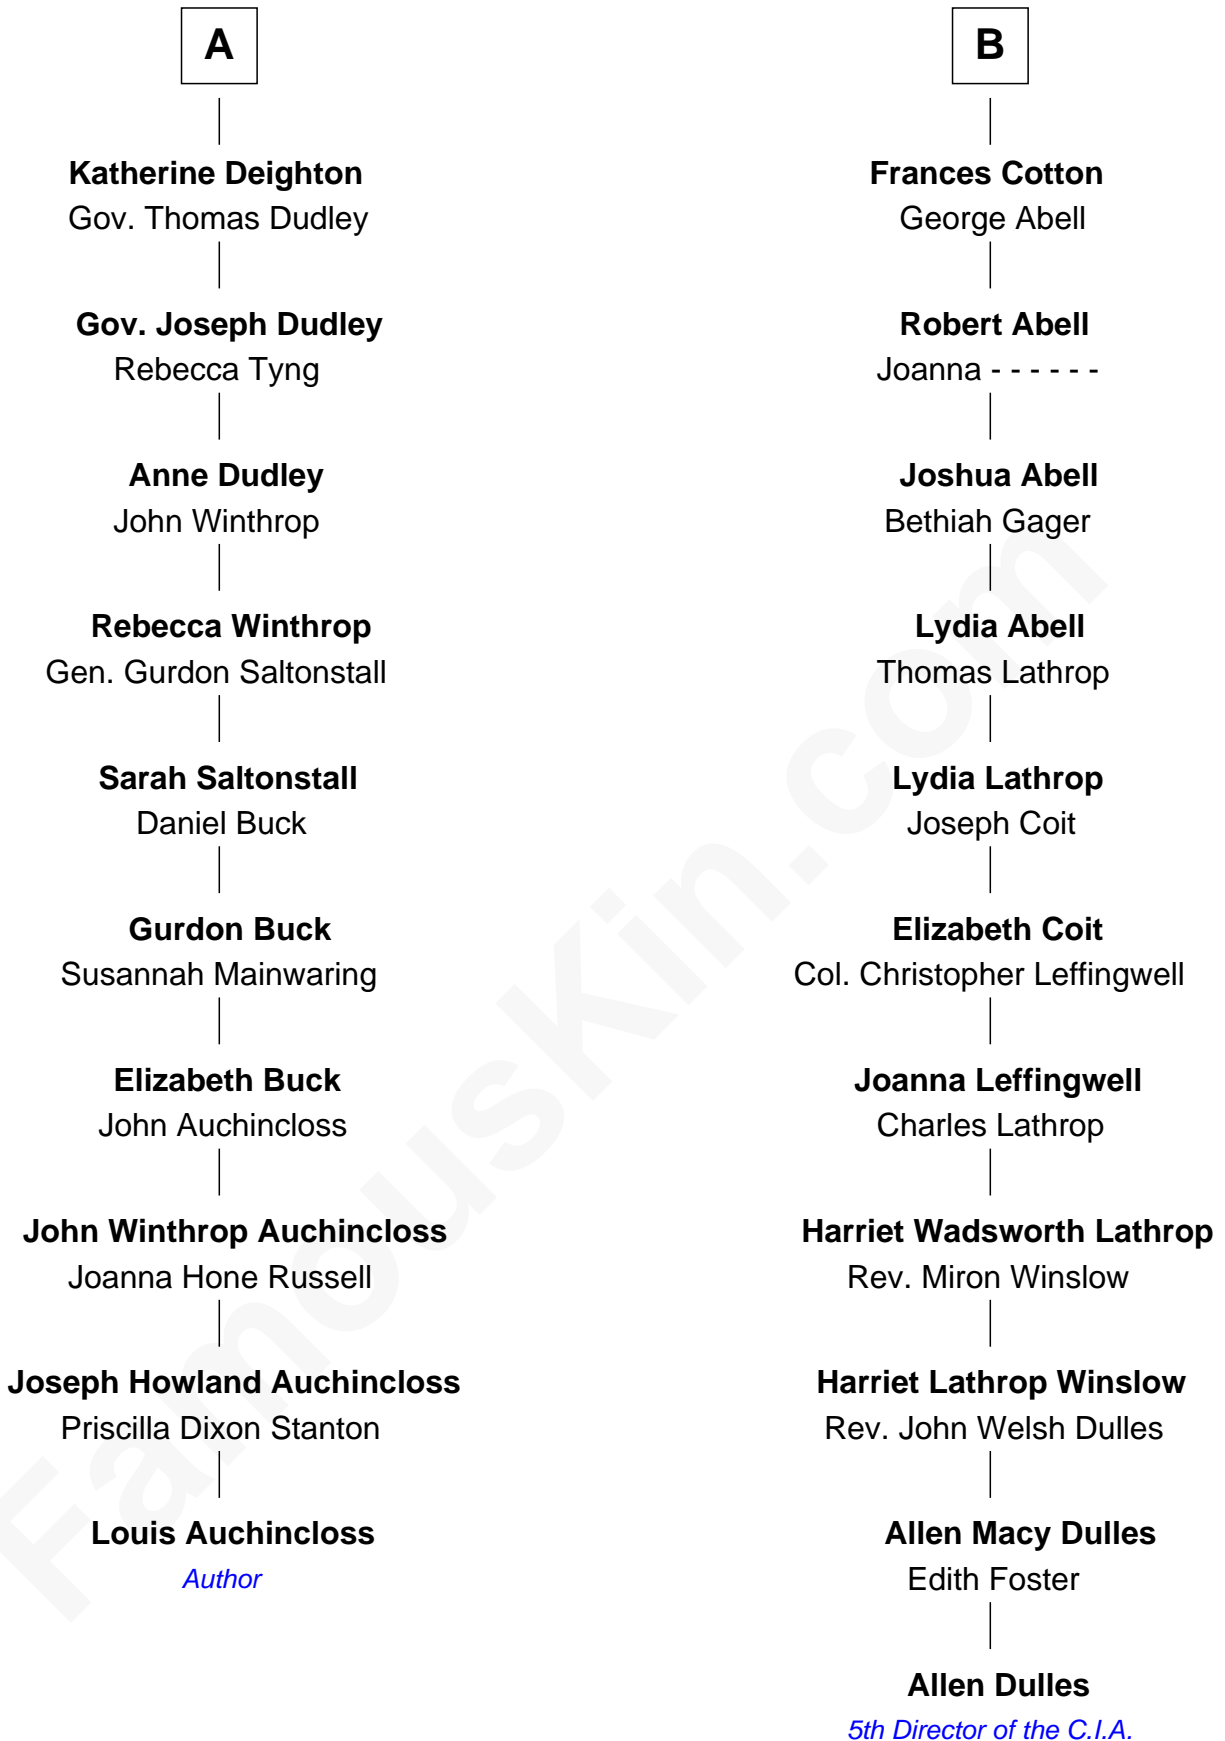 A
Katherine Deighton
Gov. Thomas Dudley
Gov. Joseph Dudley
Rebecca Tyng
Anne Dudley
John Winthrop
Rebecca Winthrop
Gen. Gurdon Saltonstall
Sarah Saltonstall
Daniel Buck
Gurdon Buck
Susannah Mainwaring
Elizabeth Buck
John Auchincloss
John Winthrop Auchincloss
Joanna Hone Russell
Joseph Howland Auchincloss
Priscilla Dixon Stanton
Louis Auchincloss
Author
B
Frances Cotton
George Abell
Robert Abell
Joanna - - - - - -
Joshua Abell
Bethiah Gager
Lydia Abell
Thomas Lathrop
Lydia Lathrop
Joseph Coit
Elizabeth Coit
Col. Christopher Leffingwell
Joanna Leffingwell
Charles Lathrop
Harriet Wadsworth Lathrop
Rev. Miron Winslow
Harriet Lathrop Winslow
Rev. John Welsh Dulles
Allen Macy Dulles
Edith Foster
Allen Dulles
5th Director of the C.I.A.
FamousKin.com